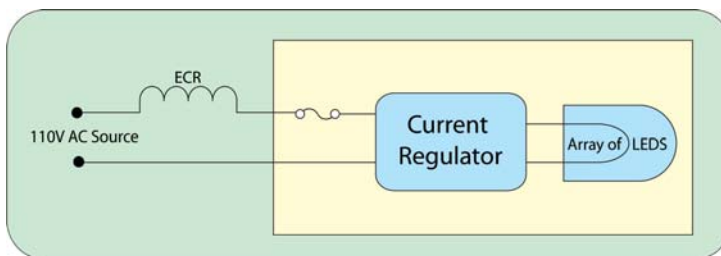 ECR
110V AC Source
Current
Regulator
Array of LEDS